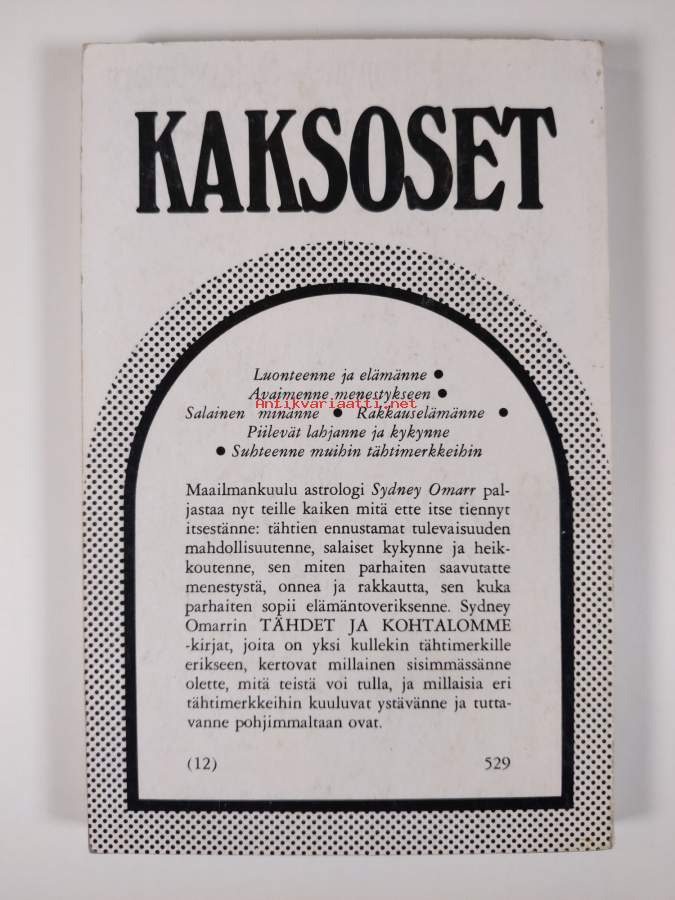 KAKSOSET
Luonteenne ja elämänne ●
Avaimenne menestykseen ●
Antikvariaatti.net
Salainen minänne ● Rakkauselämänne ●
Piilevät lahjanne ja kykynne
● Suhteenne muihin tähtimerkkeihin
Maailmankuulu astrologi Sydney Omarr pal-
jastaa nyt teille kaiken mitä ette itse tiennyt
itsestänne: tähtien ennustamat tulevaisuuden
mahdollisuutenne, salaiset kykynne ja heik-
koutenne, sen miten parhaiten saavutatte
menestystä, onnea ja rakkautta, sen kuka
parhaiten sopii elämäntoveriksenne. Sydney
Omarrin TÄHDET JA KOHTALOMME
-kirjat, joita on yksi kullekin tähtimerkille
erikseen, kertovat millainen sisimmässänne
olette, mitä teistä voi tulla, ja millaisia eri
tähtimerkkeihin kuuluvat ystävänne ja tutta-
vanne pohjimmaltaan ovat.
(12) 529